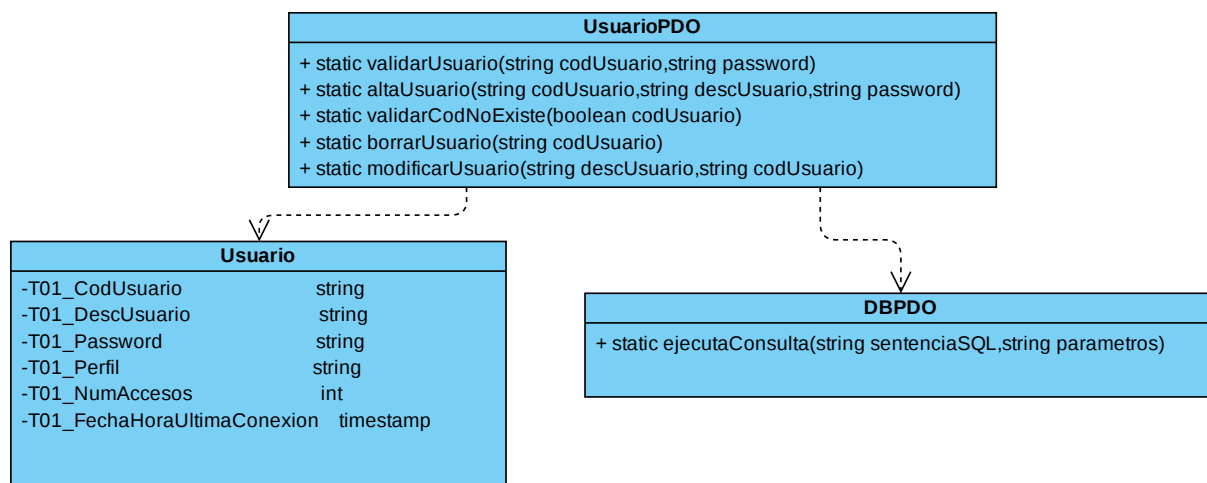 UsuarioPDO
+ static validarUsuario(string codUsuario,string password)
+ static altaUsuario(string codUsuario,string descUsuario,string password)
+ static validarCodNoExiste(boolean codUsuario)
+ static borrarUsuario(string codUsuario)
+ static modificarUsuario(string descUsuario,string codUsuario)
Usuario
-T01_CodUsuario string
-T01_DescUsuario string
-T01_Password string
-T01_Perfil string
-T01_NumAccesos int
-T01_FechaHoraUltimaConexion timestamp
DBPDO
+ static ejecutaConsulta(string sentenciaSQL,string parametros)